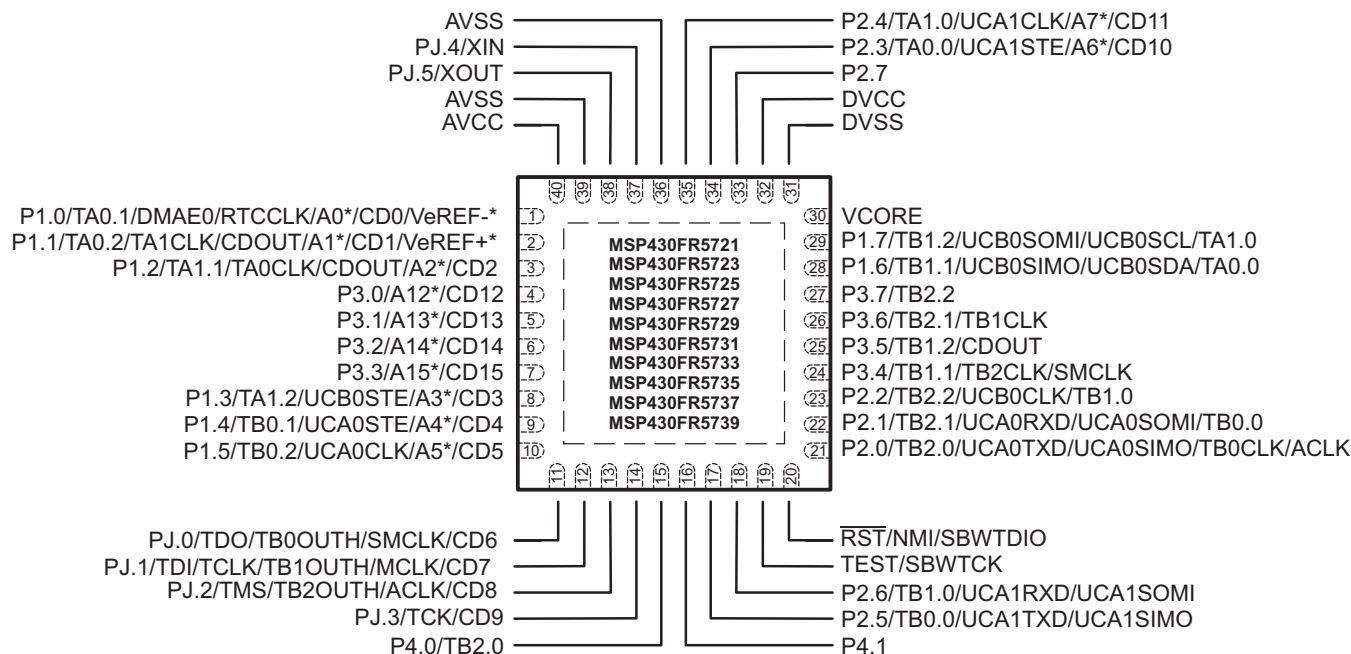 AVSS
PJ.4/XIN
PJ.5/XOUT
AVSS
AVCC
P2.4/TA1.0/UCA1CLK/A7*/CD11
P2.3/TA0.0/UCA1STE/A6*/CD10
P2.7
DVCC
DVSS
40 39 38 37 36 35 34 33 32 31
P1.0/TA0.1/DMAE0/RTCCLK/A0*/CD0/VeREF-* 1
P1.1/TA0.2/TA1CLK/CDOUT/A1*/CD1/VeREF+* 2
P1.2/TA1.1/TA0CLK/CDOUT/A2*/CD2 3
P3.0/A12*/CD12 4
P3.1/A13*/CD13 5
P3.2/A14*/CD14 6
P3.3/A15*/CD15 7
P1.3/TA1.2/UCB0STE/A3*/CD3 8
P1.4/TB0.1/UCA0STE/A4*/CD4 9
P1.5/TB0.2/UCA0CLK/A5*/CD5 10
MSP430FR5721
MSP430FR5723
MSP430FR5725
MSP430FR5727
MSP430FR5729
MSP430FR5731
MSP430FR5733
MSP430FR5735
MSP430FR5737
MSP430FR5739
30 VCORE
29 P1.7/TB1.2/UCB0SOMI/UCB0SCL/TA1.0
28 P1.6/TB1.1/UCB0SIMO/UCB0SDA/TA0.0
27 P3.7/TB2.2
26 P3.6/TB2.1/TB1CLK
25 P3.5/TB1.2/CDOUT
24 P3.4/TB1.1/TB2CLK/SMCLK
23 P2.2/TB2.2/UCB0CLK/TB1.0
22 P2.1/TB2.1/UCA0RXD/UCA0SOMI/TB0.0
21 P2.0/TB2.0/UCA0TXD/UCA0SIMO/TB0CLK/ACLK
11 12 13 14 15 16 17 18 19 20
PJ.0/TDO/TB0OUTH/SMCLK/CD6
PJ.1/TDI/TCLK/TB1OUTH/MCLK/CD7
PJ.2/TMS/TB2OUTH/ACLK/CD8
PJ.3/TCK/CD9
P4.0/TB2.0
RST/NMI/SBWTDIO
TEST/SBWTCK
P2.6/TB1.0/UCA1RXD/UCA1SOMI
P2.5/TB0.0/UCA1TXD/UCA1SIMO
P4.1